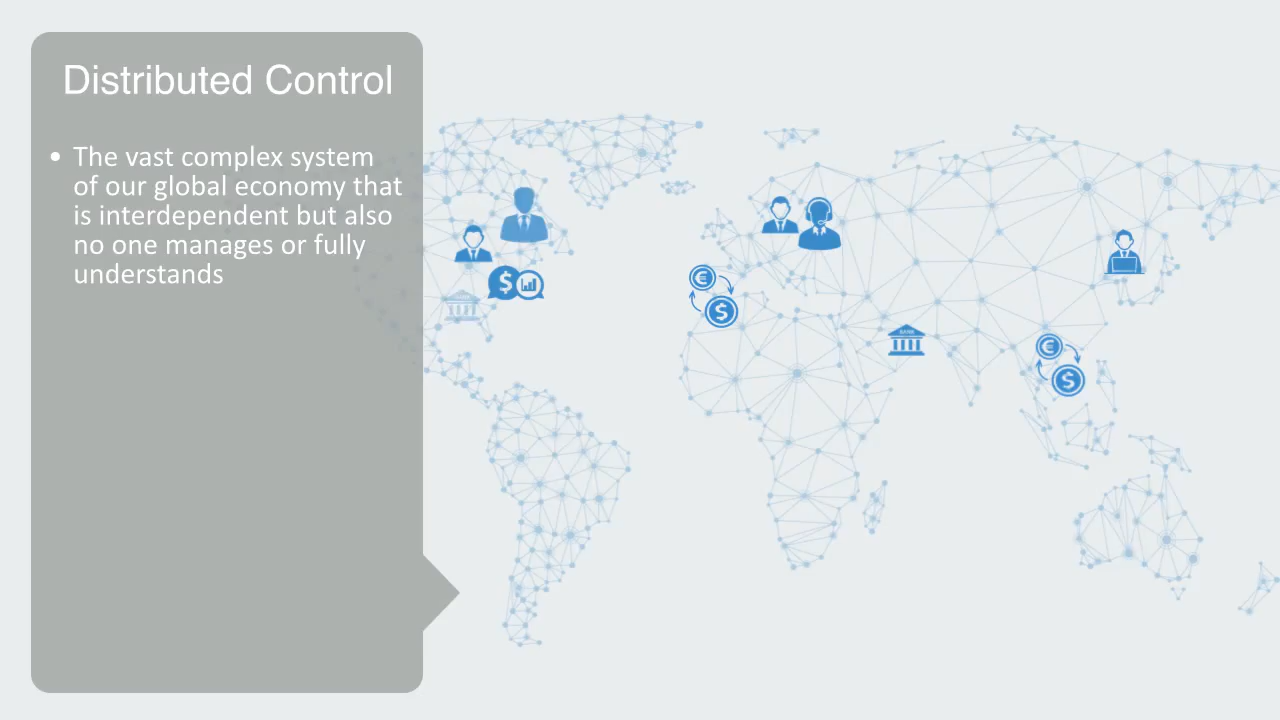 Distributed Control
• The vast complex system
of our global economy that
is interdependent but also
no one manages or fully
understands
$
€
$
BANK
€
$